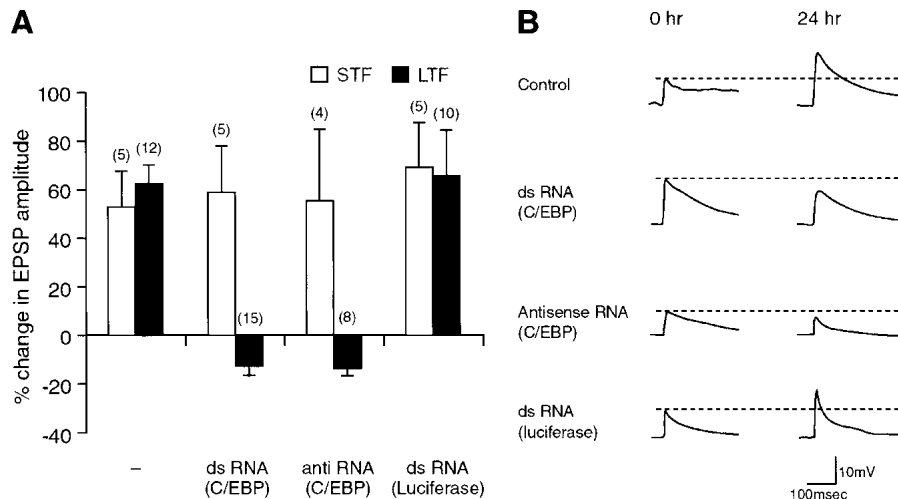 A
STF LTF
% change in EPSP amplitude
100
80
60
40
20
0
-20
-40
(5)
(12)
(5)
(15)
(4)
(8)
(5)
(10)
–
ds RNA
(C/EBP)
anti RNA
(C/EBP)
ds RNA
(Luciferase)
B
0 hr 24 hr
Control
ds RNA
(C/EBP)
Antisense RNA
(C/EBP)
ds RNA
(luciferase)
10mV
100msec